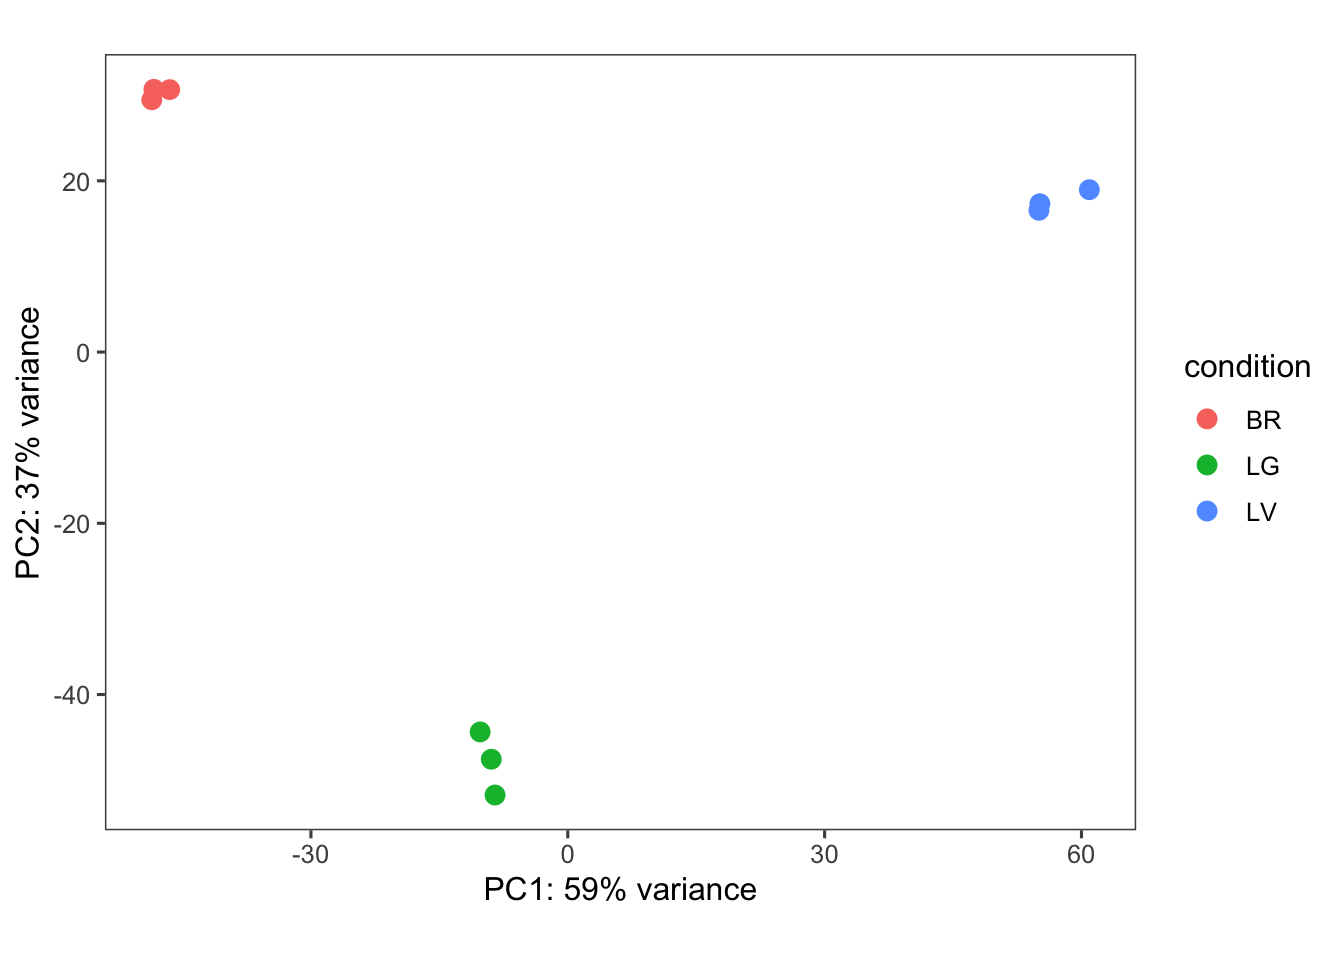 20
0
-20
-40
PC2: 37% variance
-30
0
30
60
PC1: 59% variance
condition
BR
LG
LV